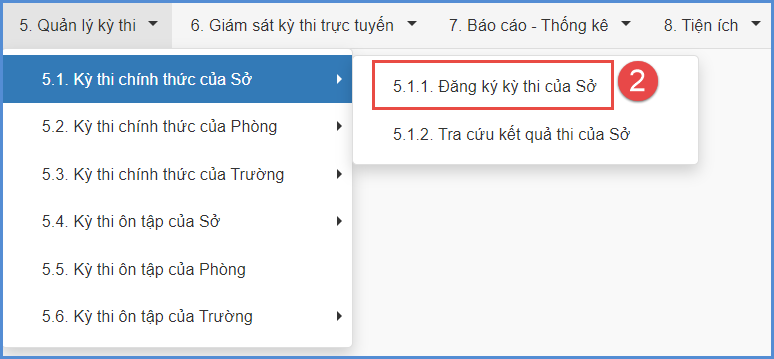 5. Quản lý kỳ thi
6. Giám sát kỳ thi trực tuyến
7. Báo cáo - Thống kê
8. Tiện ích
5.1. Kỳ thi chính thức của Sở
5.2. Kỳ thi chính thức của Phòng
5.3. Kỳ thi chính thức của Trường
5.4. Kỳ thi ôn tập của Sở
5.5. Kỳ thi ôn tập của Phòng
5.6. Kỳ thi ôn tập của Trường
5.1.1. Đăng ký kỳ thi của Sở
2
5.1.2. Tra cứu kết quả thi của Sở